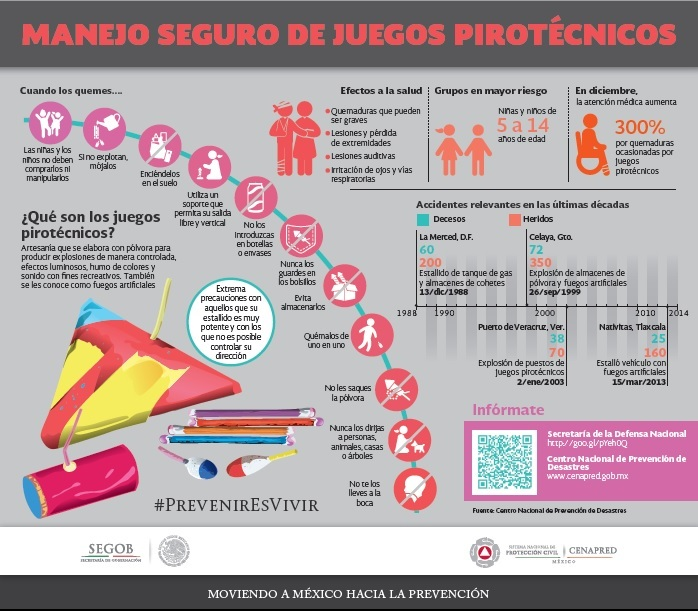 MANEJO SEGURO DE JUEGOS PIROTÉCNICOS
Cuando los quemes....
Las niñas y los
niños no deben
comprarlos ni
manipularlos
Si no explotan,
mójalos
Enciéndelos
en el suelo
Utiliza un
soporte que
permita su salida
libre y vertical
No los
introduzcas
en botellas
o envases
Nunca los
guardes en
los bolsillos
Evita
almacenarlos
Quémalos de
uno en uno
No les saques
la pólvora
Nunca los dirijas
a personas,
animales, casas
o árboles
No te los
lleves a la
boca
Efectos a la salud
Quemaduras que pueden
ser graves
Lesiones y pérdida
de extremidades
Lesiones auditivas
Irritación de ojos y vías
respiratorias
Grupos en mayor riesgo
Niñas y niños de
5 a 14
años de edad
En diciembre,
la atención médica aumenta
300%
por quemaduras
ocasionadas por
juegos
pirotécnicos
¿Qué son los juegos
pirotécnicos?
Artesanía que se elabora con pólvora para
producir explosiones de manera controlada,
efectos luminosos, humo de colores y
sonido con fines recreativos. También
se les conoce como fuegos artificiales
Extrema
precauciones con
aquellos que su
estallido es muy
potente y con los
que no es posible
controlar su
dirección
Accidentes relevantes en las últimas décadas
Decesos
Heridos
La Merced, D.F.
60
200
Estallido de tanque de gas
y almacenes de cohetes
13/dic/1988
Celaya, Gto.
72
350
Explosión de almacenes de
pólvora y fuegos artificiales
26/sep/1999
1988
1990
2010
2014
Puerto de Veracruz, Ver.
38
70
Explosión de puestos de
juegos pirotécnicos
2/ene/2003
Nativitas, Tlaxcala
25
160
Estalló vehículo con
fuegos artificiales
15/mar/2013
Infórmate
Secretaría de la Defensa Nacional
http://goo.gl/pYeh0Q
Centro Nacional de Prevención de
Desastres
www.cenapred.gob.mx
Fuente: Centro Nacional de Prevención de Desastres
#PREVENIRESVIVIR
SEGOB
SECRETARÍA DE GOBERNACIÓN
SISTEMA NACIONAL DE
PROTECCIÓN CIVIL
MÉXICO
CENAPRED
MOVIENDO A MÉXICO HACIA LA PREVENCIÓN